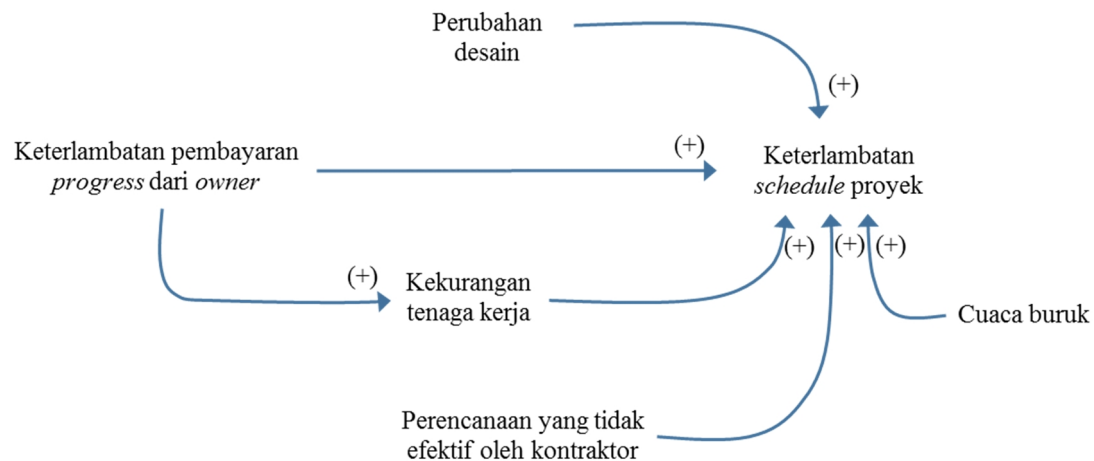 Perubahan
desain
(+)
Keterlambatan pembayaran
progress dari owner
(+)
Keterlambatan
schedule proyek
(+)
Kekurangan
tenaga kerja
(+)
(+)
(+)
Cuaca buruk
Perencanaan yang tidak
efektif oleh kontraktor